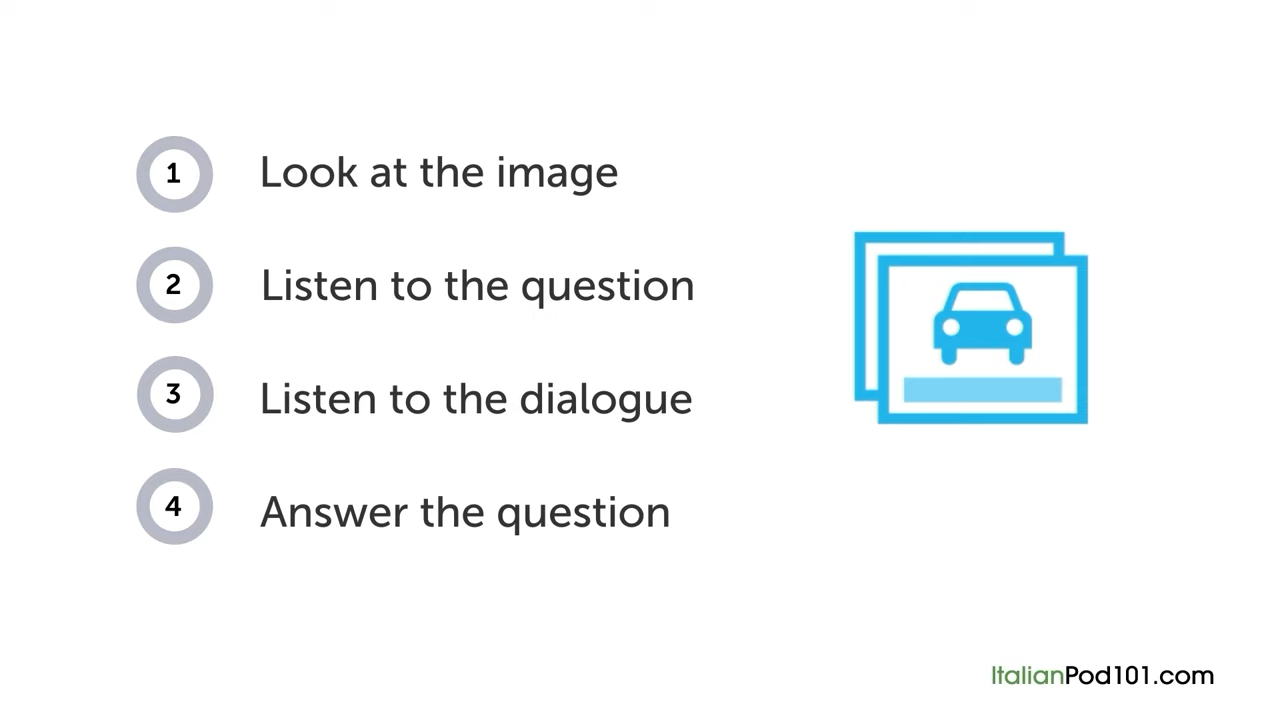 1 Look at the image
2 Listen to the question
3 Listen to the dialogue
4 Answer the question
ItalianPod101.com